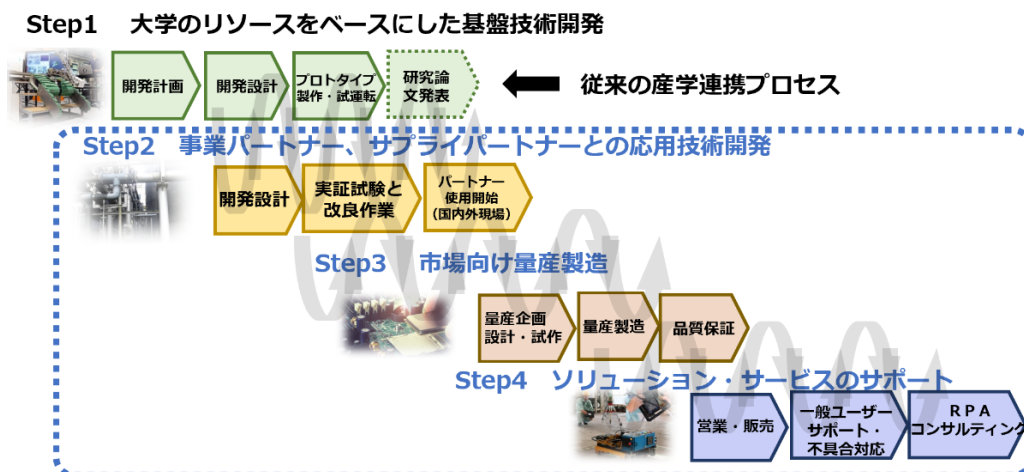 Step1 大学のリソースをベースにした基盤技術開発
開発計画
開発設計
プロトタイプ
製作・試運転
研究論
文発表
従来の産学連携プロセス
Step2 事業パートナー、サプライパートナーとの応用技術開発
開発設計
実証試験と
改良作業
パートナー
使用開始
（国内外現場）
Step3 市場向け量産製造
量産企画
設計・試作
量産製造
品質保証
Step4 ソリューション・サービスのサポート
営業・販売
一般ユーザー
サポート・
不具合対応
ＲＰＡ
コンサルティング